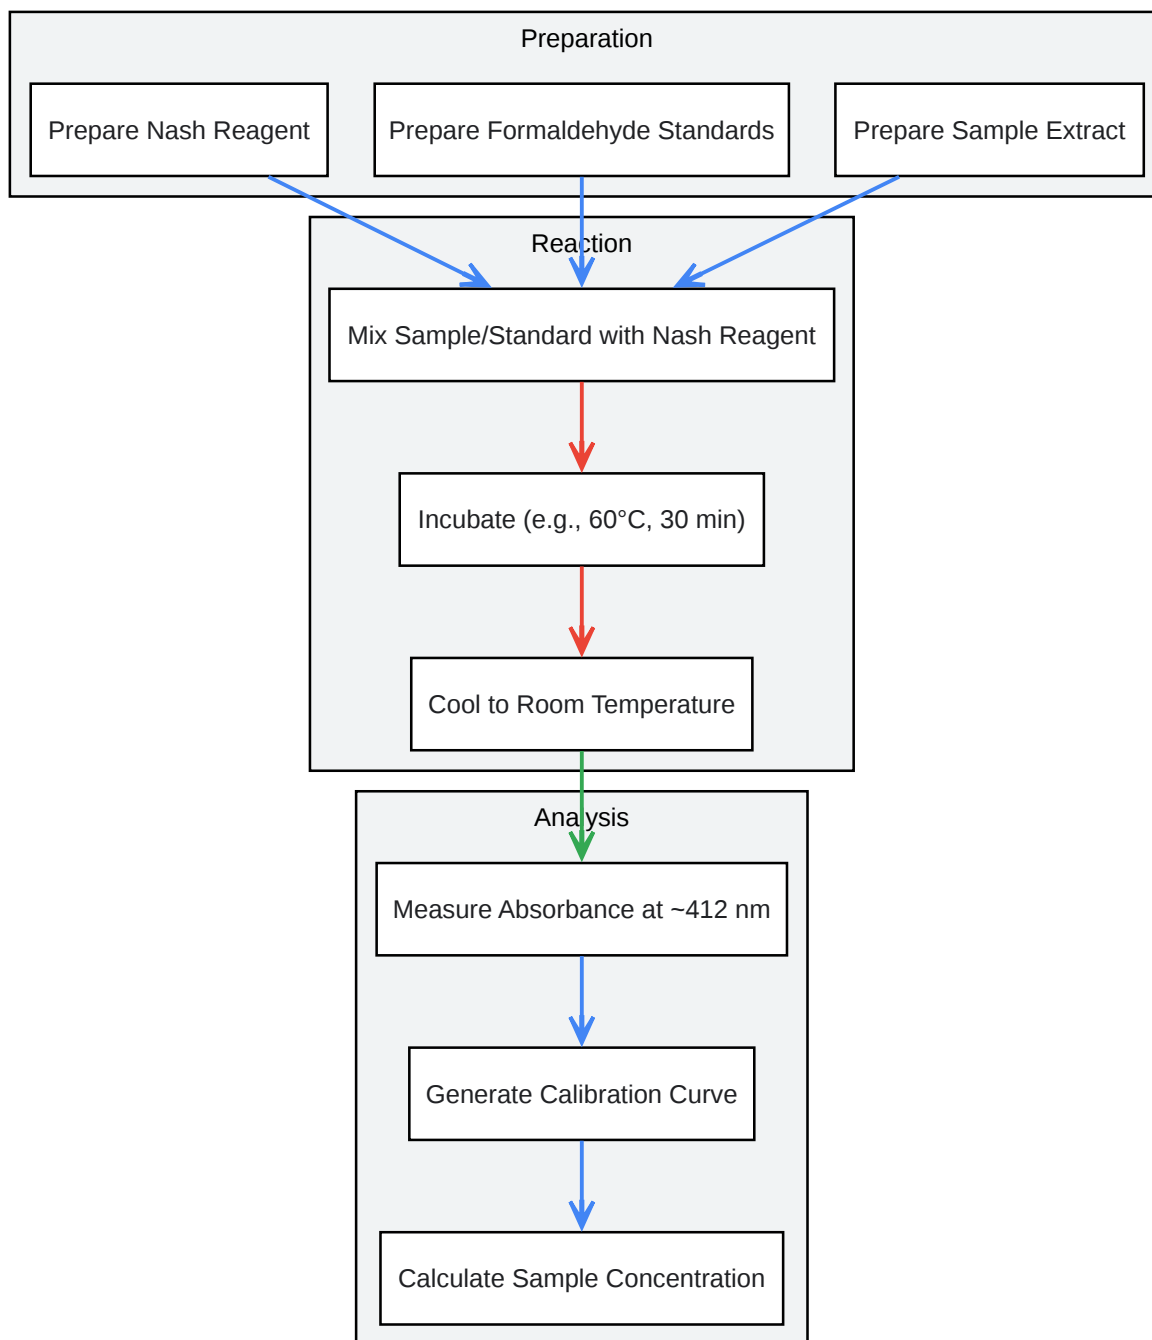 Preparation
Prepare Nash Reagent
Prepare Formaldehyde Standards
Prepare Sample Extract
Reaction
Mix Sample/Standard with Nash Reagent
Incubate (e.g., 60°C, 30 min)
Cool to Room Temperature
Analysis
Measure Absorbance at ~412 nm
Generate Calibration Curve
Calculate Sample Concentration